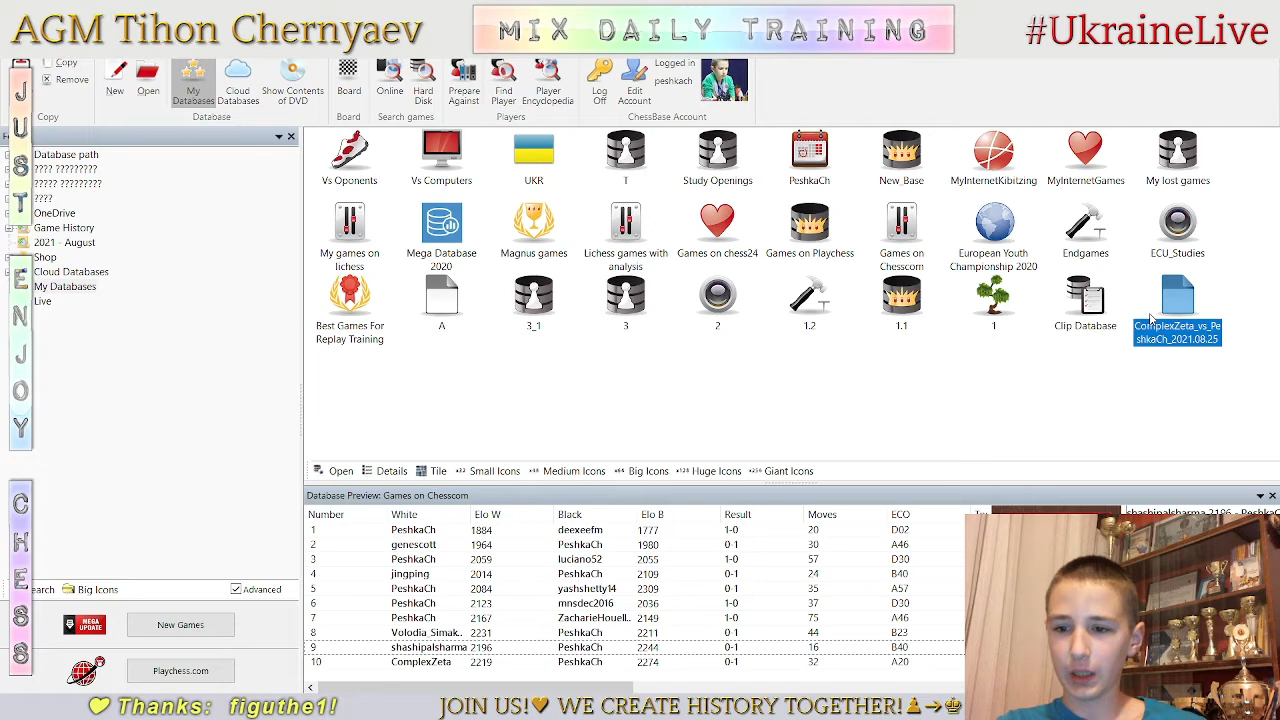 AGM Tihon Chernyaev
MIX DAILY TRAINING
#UkraineLive
JUST ENJOY CHESS
Copy
Remove
Copy
New
Open
My Databases
Cloud Databases
Show Contents of DVD
Database
Board
Board
Online
Hard Disk
Search games
Prepare Against
Find Player
Player Encyclopedia
Players
Log Off
Edit Account
Logged in
peshkach
ChessBase Account
Database path
???? ?????????
????? ?????????
????
OneDrive
Game History
2021 - August
Shop
Cloud Databases
My Databases
Live
Vs Oponents
Vs Computers
UKR
T
Study Openings
PeshkaCh
New_Base
MyInternetKibitzing
MyInternetGames
My lost games
My games on lichess
Mega Database 2020
Magnus games
Lichess games with analysis
Games on chess24
Games on Playchess
Games on Chesscom
European Youth Championship 2020
Endgames
ECU_Studies
Best Games For Replay Training
A
3_1
3
2
1.2
1.1
1
Clip Database
ComplexZeta_vs_PeshkaCh_2021.08.25
Open Details Tile Small Icons Medium Icons Big Icons Huge Icons Giant Icons
Database Preview: Games on Chesscom
Number White Elo W Black Elo B Result Moves ECO
1 PeshkaCh 1884 deexeefm 1777 1-0 20 D02
2 genescott 1964 PeshkaCh 1980 0-1 30 A46
3 PeshkaCh 2059 luciano52 2055 1-0 57 D30
4 jingping 2014 PeshkaCh 2109 0-1 24 B40
5 PeshkaCh 2084 yashshetty14 2109 0-1 35 A57
6 PeshkaCh 2123 mnsdec2016 2036 1-0 37 D30
7 PeshkaCh 2167 ZacharieHouell.. 2149 1-0 75 A46
8 Volodia_Simak.. 2231 PeshkaCh 2211 0-1 44 B23
9 shashipalsharma 2196 PeshkaCh 2244 0-1 16 B40
10 ComplexZeta 2219 PeshkaCh 2274 0-1 32 A20
earch Big Icons Advanced
MEGA UPDATE
New Games
Playchess.com
Thanks: figuthe1!
JOIN US!♥ WE CREATE HISTORY TOGETHER!♟→♚